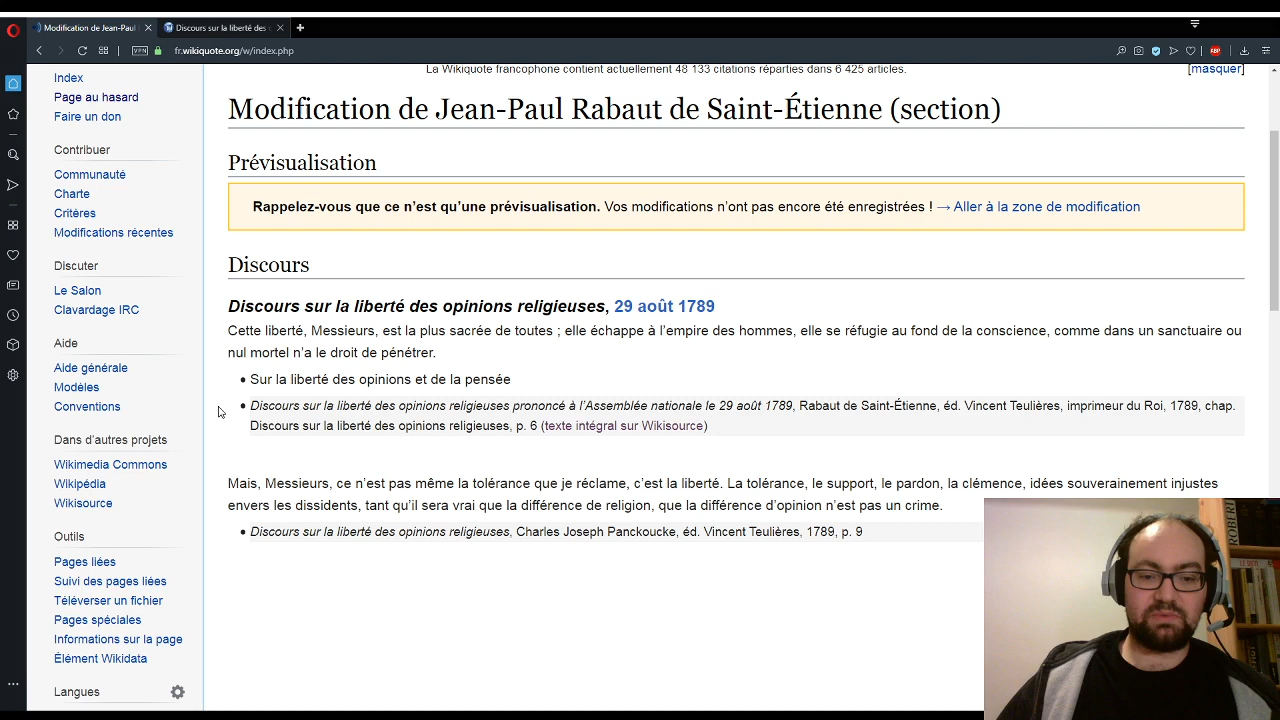 Modification de Jean-Paul
Discours sur la liberté des
VPN
fr.wikiquote.org/w/index.php
ABP
La Wikiquote francophone contient actuellement 48 133 citations réparties dans 6 425 articles.
[masquer]
Index
Page au hasard
Faire un don
Contribuer
Communauté
Charte
Critères
Modifications récentes
Discuter
Le Salon
Clavardage IRC
Aide
Aide générale
Modèles
Conventions
Dans d’autres projets
Wikimedia Commons
Wikipédia
Wikisource
Outils
Pages liées
Suivi des pages liées
Téléverser un fichier
Pages spéciales
Informations sur la page
Élément Wikidata
Langues
Modification de Jean-Paul Rabaut de Saint-Étienne (section)
Prévisualisation
Rappelez-vous que ce n’est qu’une prévisualisation. Vos modifications n’ont pas encore été enregistrées ! → Aller à la zone de modification
Discours
Discours sur la liberté des opinions religieuses, 29 août 1789
Cette liberté, Messieurs, est la plus sacrée de toutes ; elle échappe à l’empire des hommes, elle se réfugie au fond de la conscience, comme dans un sanctuaire ou
nul mortel n’a le droit de pénétrer.
• Sur la liberté des opinions et de la pensée
• Discours sur la liberté des opinions religieuses prononcé à l’Assemblée nationale le 29 août 1789, Rabaut de Saint-Étienne, éd. Vincent Teulières, imprimeur du Roi, 1789, chap.
Discours sur la liberté des opinions religieuses, p. 6 (texte intégral sur Wikisource)
Mais, Messieurs, ce n’est pas même la tolérance que je réclame, c’est la liberté. La tolérance, le support, le pardon, la clémence, idées souverainement injustes
envers les dissidents, tant qu’il sera vrai que la différence de religion, que la différence d’opinion n’est pas un crime.
• Discours sur la liberté des opinions religieuses, Charles Joseph Panckoucke, éd. Vincent Teulières, 1789, p. 9